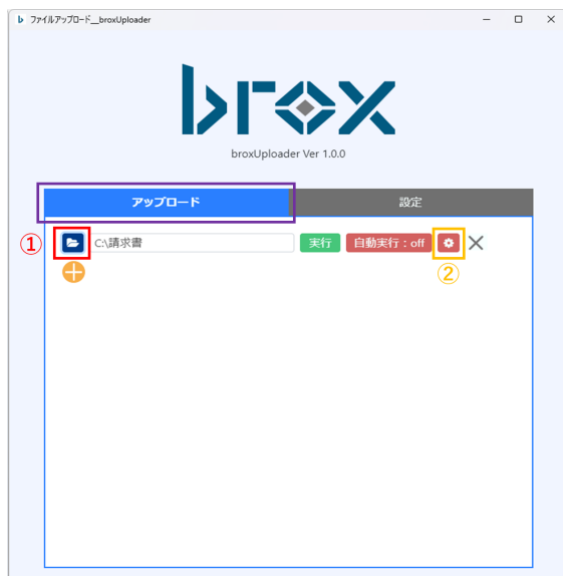 ファイルアップロード__broxUploader
brox
broxUploader Ver 1.0.0
アップロード 設定
① C:\請求書 実行 自動実行：off
②